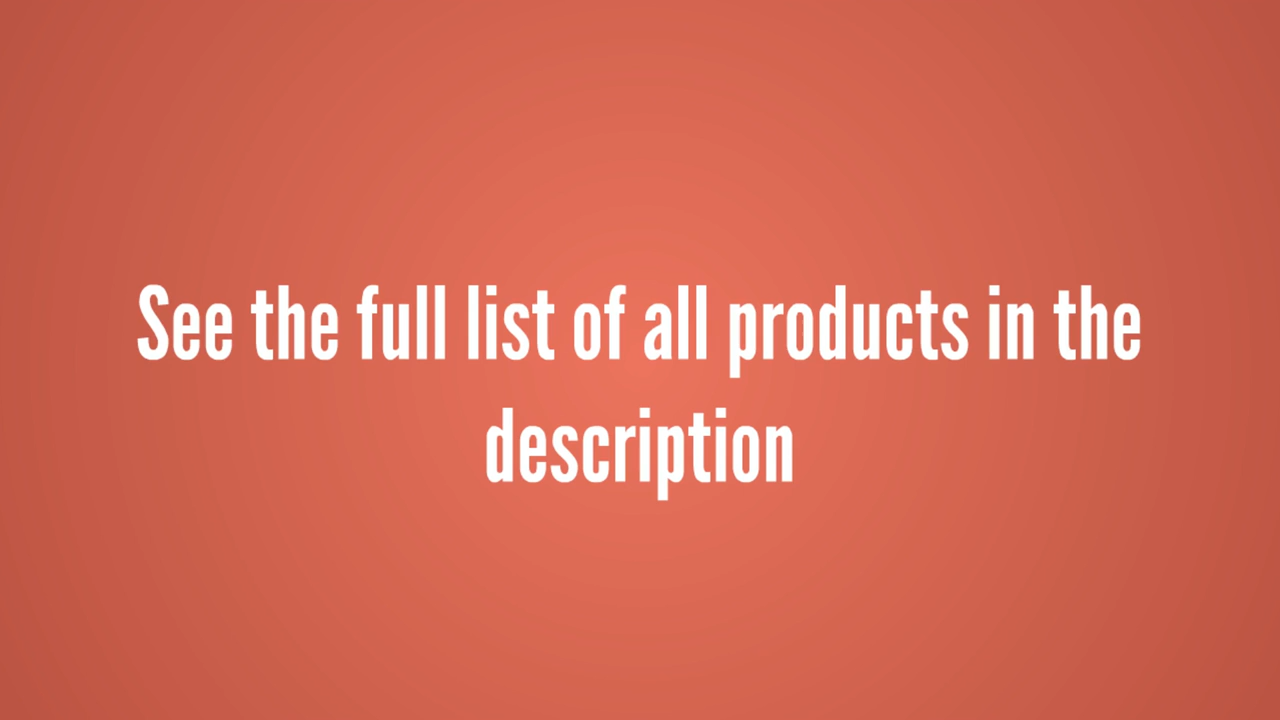 See the full list of all products in the
description